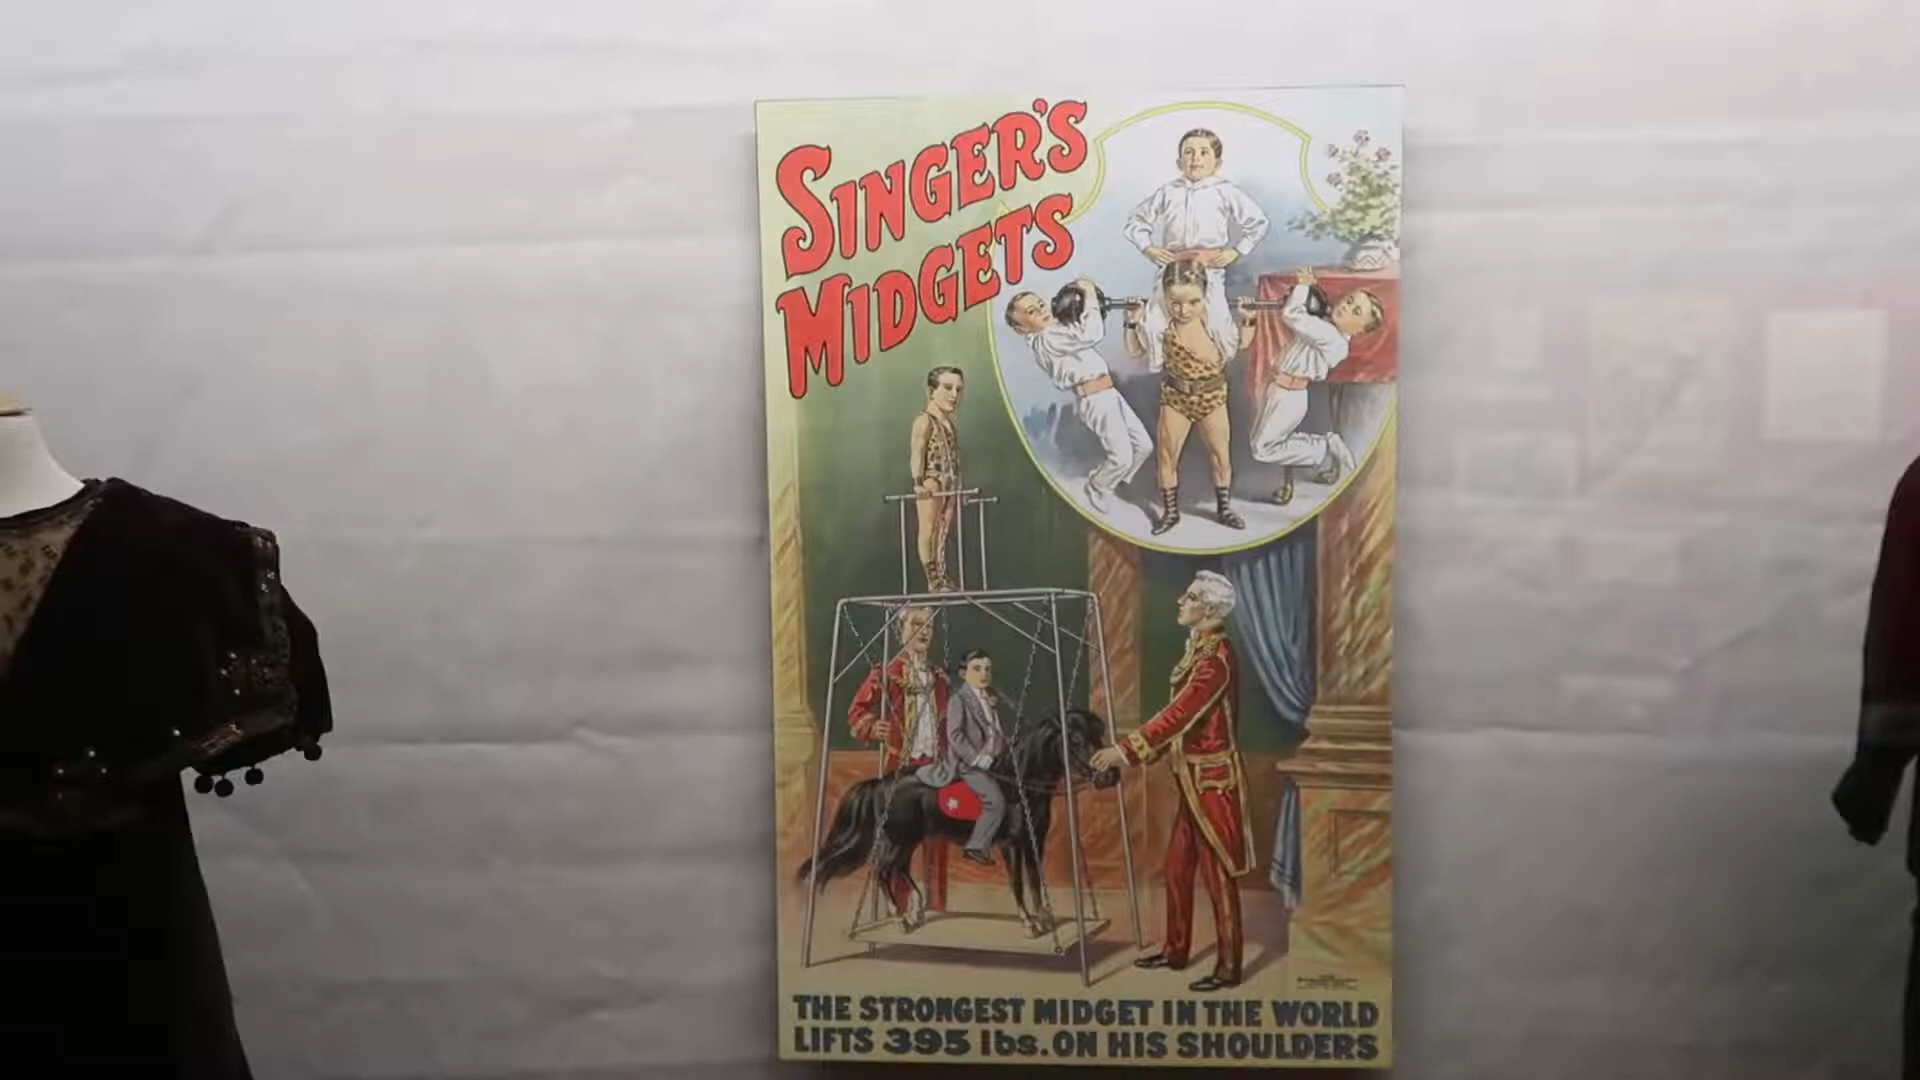 SINGER'S
MIDGETS
THE STRONGEST MIDGET IN THE WORLD
LIFTS 395 lbs. ON HIS SHOULDERS